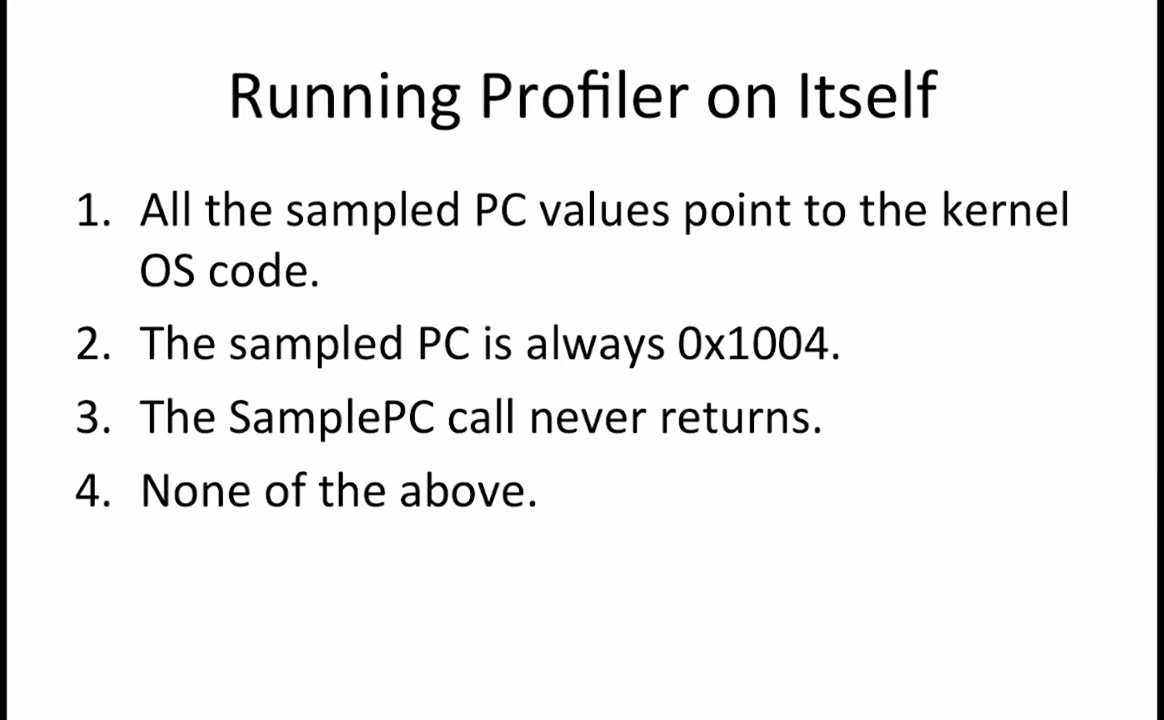 Running Profiler on Itself
1. All the sampled PC values point to the kernel
OS code.
2. The sampled PC is always 0x1004.
3. The SamplePC call never returns.
4. None of the above.